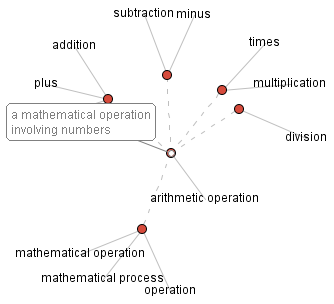 subtraction minus
addition
times
plus
multiplication
a mathematical operation
involving numbers
division
arithmetic operation
mathematical operation
mathematical process
operation